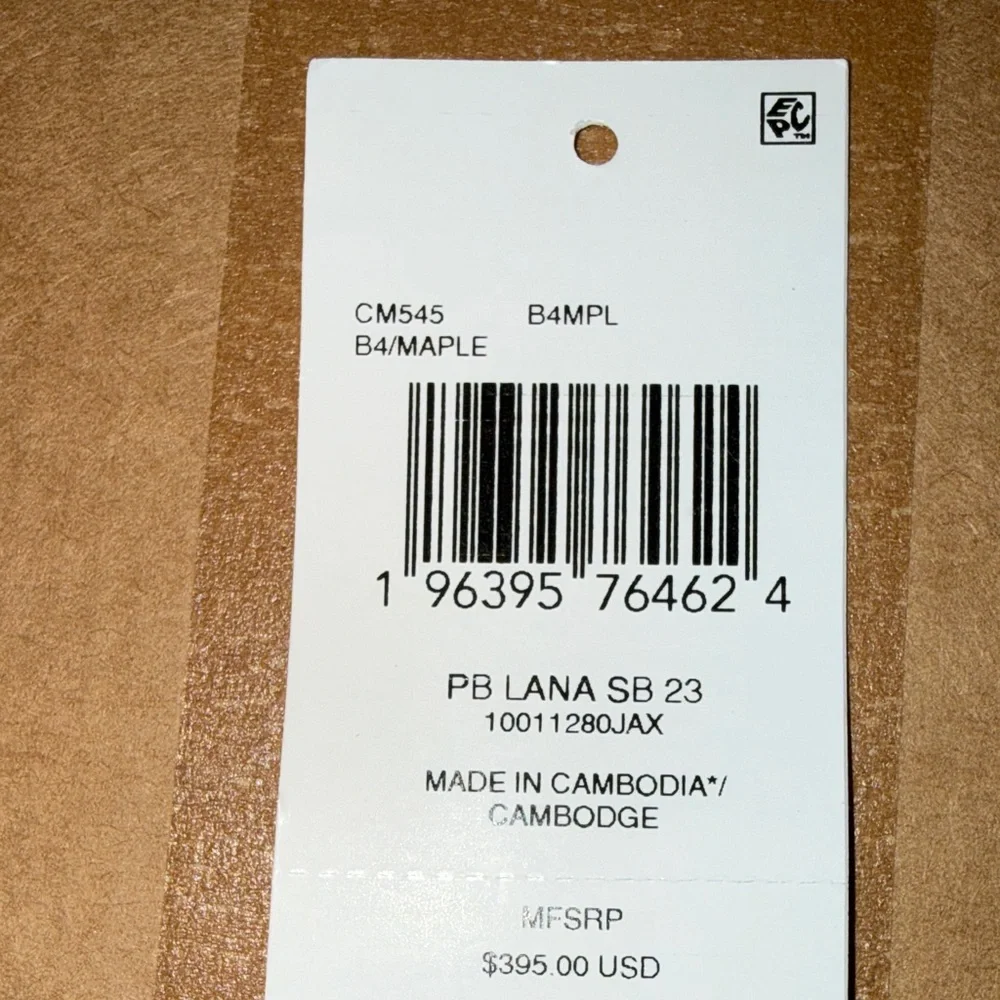 EPC™
CM545 B4MPL
B4/MAPLE
1 96395 76462 4
PB LANA SB 23
10011280JAX
MADE IN CAMBODIA*/
CAMBODGE
MFSRP
$395.00 USD